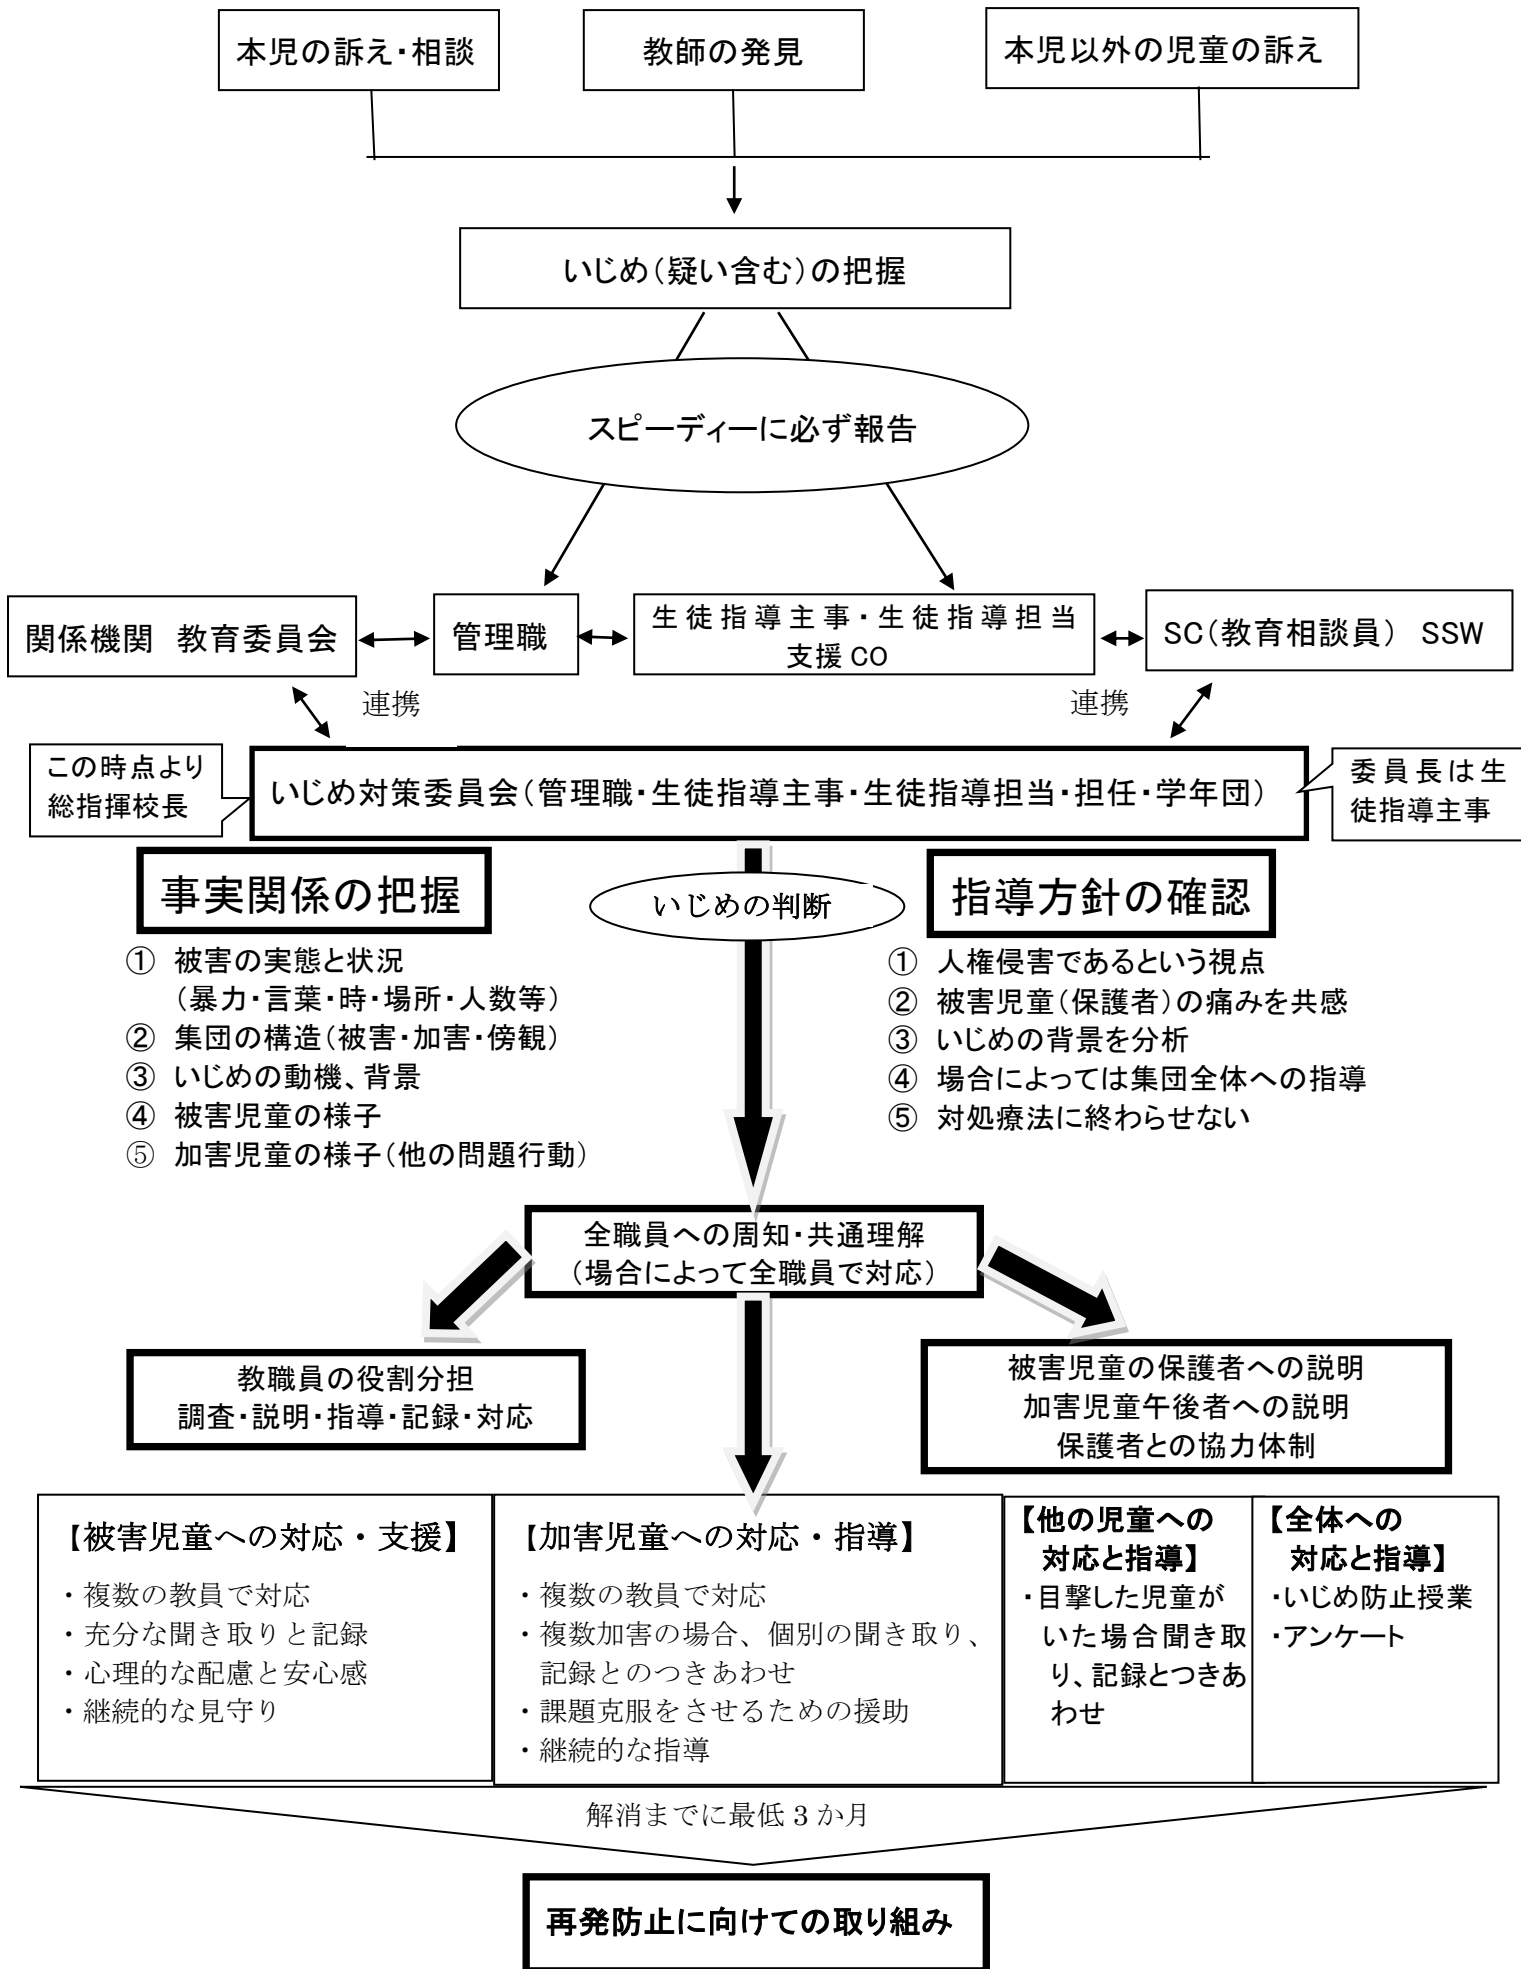 本児の訴え・相談
教師の発見
本児以外の児童の訴え
いじめ（疑い含む）の把握
スピーディーに必ず報告
関係機関　教育委員会
管理職
生徒指導主事・生徒指導担当
支援 CO
SC（教育相談員）　SSW
連携
連携
この時点より
総指揮校長
いじめ対策委員会（管理職・生徒指導主事・生徒指導担当・担任・学年団）
委員長は生
徒指導主事
事実関係の把握
① 被害の実態と状況
（暴力・言葉・時・場所・人数等）
② 集団の構造（被害・加害・傍観）
③ いじめの動機、背景
④ 被害児童の様子
⑤ 加害児童の様子（他の問題行動）
いじめの判断
指導方針の確認
① 人権侵害であるという視点
② 被害児童（保護者）の痛みを共感
③ いじめの背景を分析
④ 場合によっては集団全体への指導
⑤ 対処療法に終わらせない
全職員への周知・共通理解
（場合によって全職員で対応）
教職員の役割分担
調査・説明・指導・記録・対応
被害児童の保護者への説明
加害児童午後者への説明
保護者との協力体制
【被害児童への対応・支援】
・複数の教員で対応
・充分な聞き取りと記録
・心理的な配慮と安心感
・継続的な見守り
【加害児童への対応・指導】
・複数の教員で対応
・複数加害の場合、個別の聞き取り、
記録とのつきあわせ
・課題克服をさせるための援助
・継続的な指導
【他の児童への
対応と指導】
・目撃した児童が
いた場合聞き取
り、記録とつきあ
わせ
【全体への
対応と指導】
・いじめ防止授業
・アンケート
解消までに最低 3 か月
再発防止に向けての取り組み